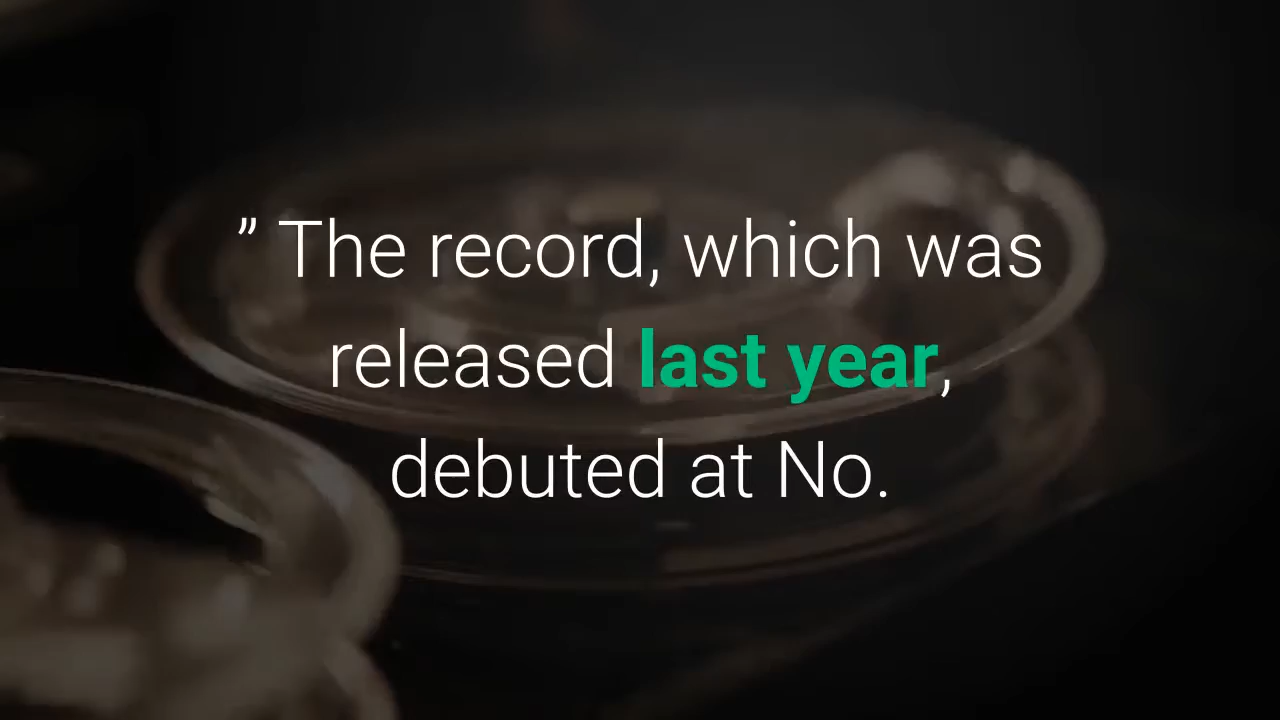 ” The record, which was
released last year,
debuted at No.